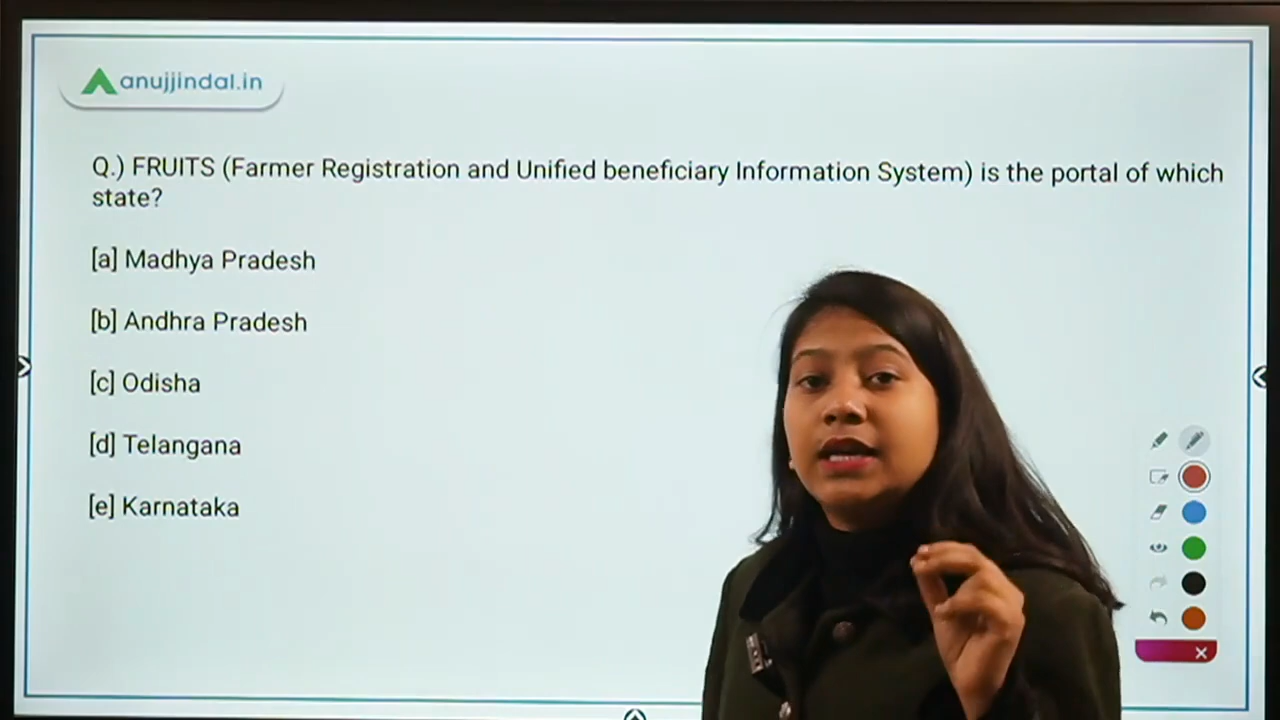 anujjindal.in
Q.) FRUITS (Farmer Registration and Unified beneficiary Information System) is the portal of which
state?
[a] Madhya Pradesh
[b] Andhra Pradesh
[c] Odisha
[d] Telangana
[e] Karnataka